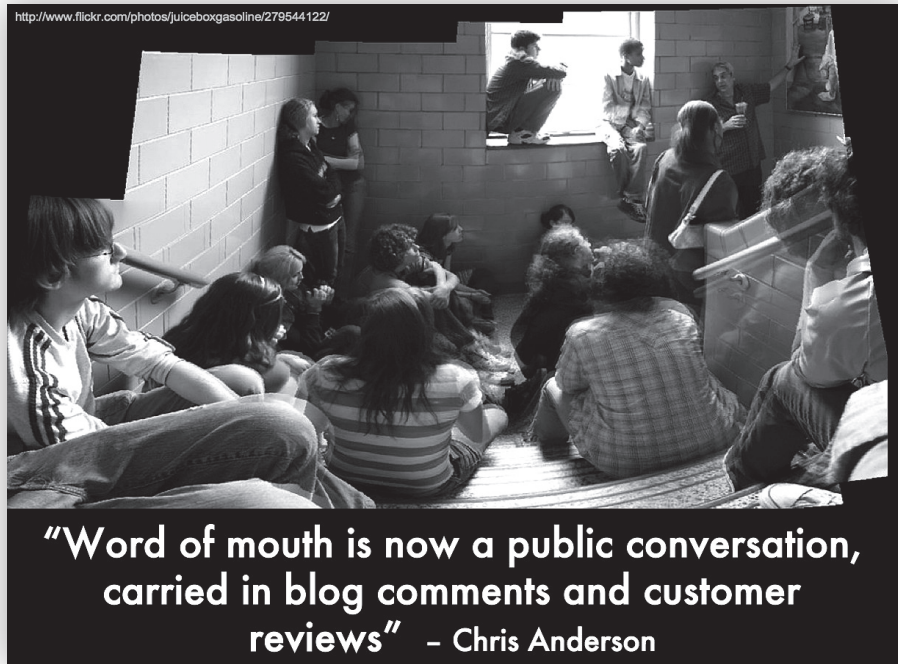 http://www.flickr.com/photos/juiceboxgasoline/279544122/
“Word of mouth is now a public conversation,
carried in blog comments and customer
reviews” – Chris Anderson